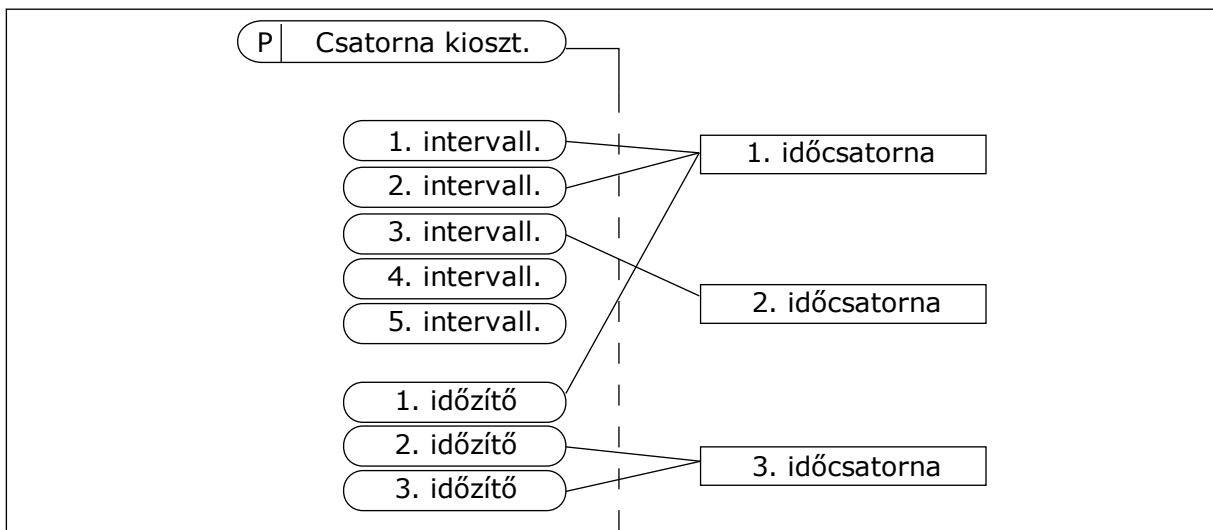 P Csatorna kioszt.
1. intervall.
2. intervall.
3. intervall.
4. intervall.
5. intervall.
1. időzítő
2. időzítő
3. időzítő
1. időcsatorna
2. időcsatorna
3. időcsatorna